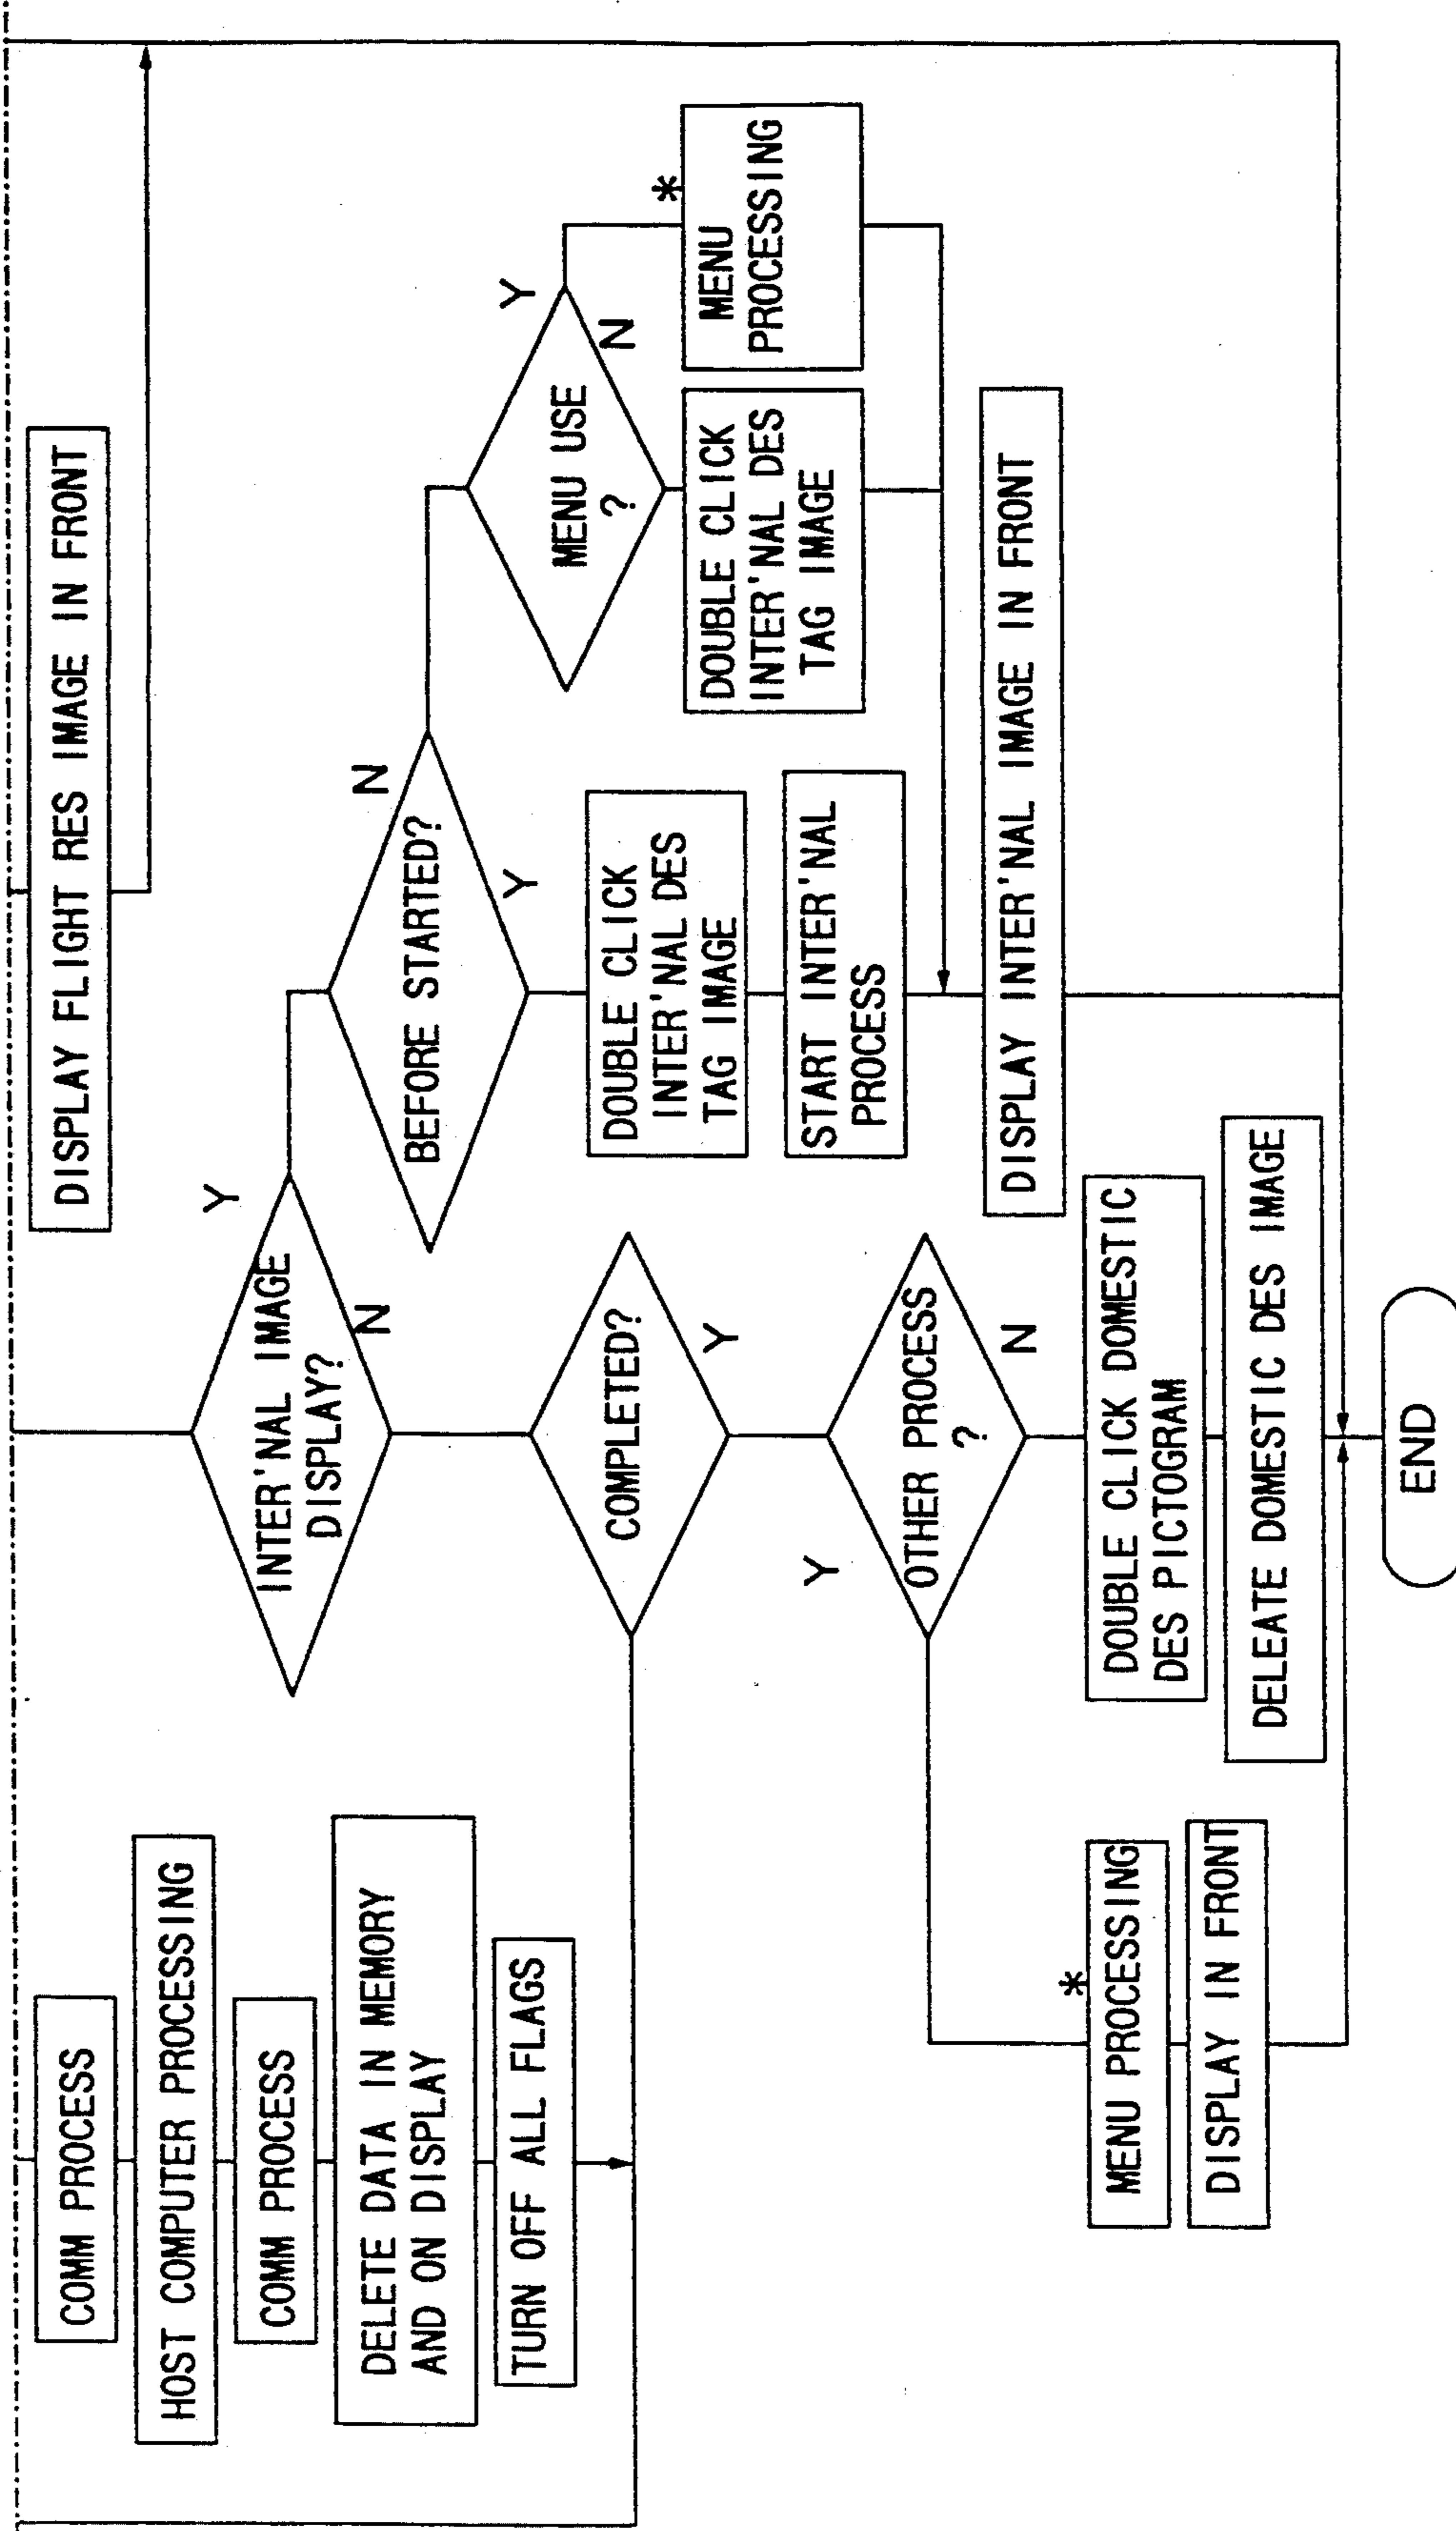 COMM PROCESS
HOST COMPUTER PROCESSING
COMM PROCESS
DELETE DATA IN MEMORY
AND ON DISPLAY
TURN OFF ALL FLAGS
DISPLAY FLIGHT RES IMAGE IN FRONT
INTER'NAL IMAGE
DISPLAY?
Y
N
BEFORE STARTED?
N
Y
MENU USE
?
Y
N
DOUBLE CLICK
INTER'NAL DES
TAG IMAGE
START INTER'NAL
PROCESS
DOUBLE CLICK
INTER'NAL DES
TAG IMAGE
*
MENU
PROCESSING
DISPLAY INTER'NAL IMAGE IN FRONT
COMPLETED?
Y
OTHER PROCESS
?
Y
N
*
MENU PROCESSING
DISPLAY IN FRONT
DOUBLE CLICK DOMESTIC
DES PICTOGRAM
DELEATE DOMESTIC DES IMAGE
END